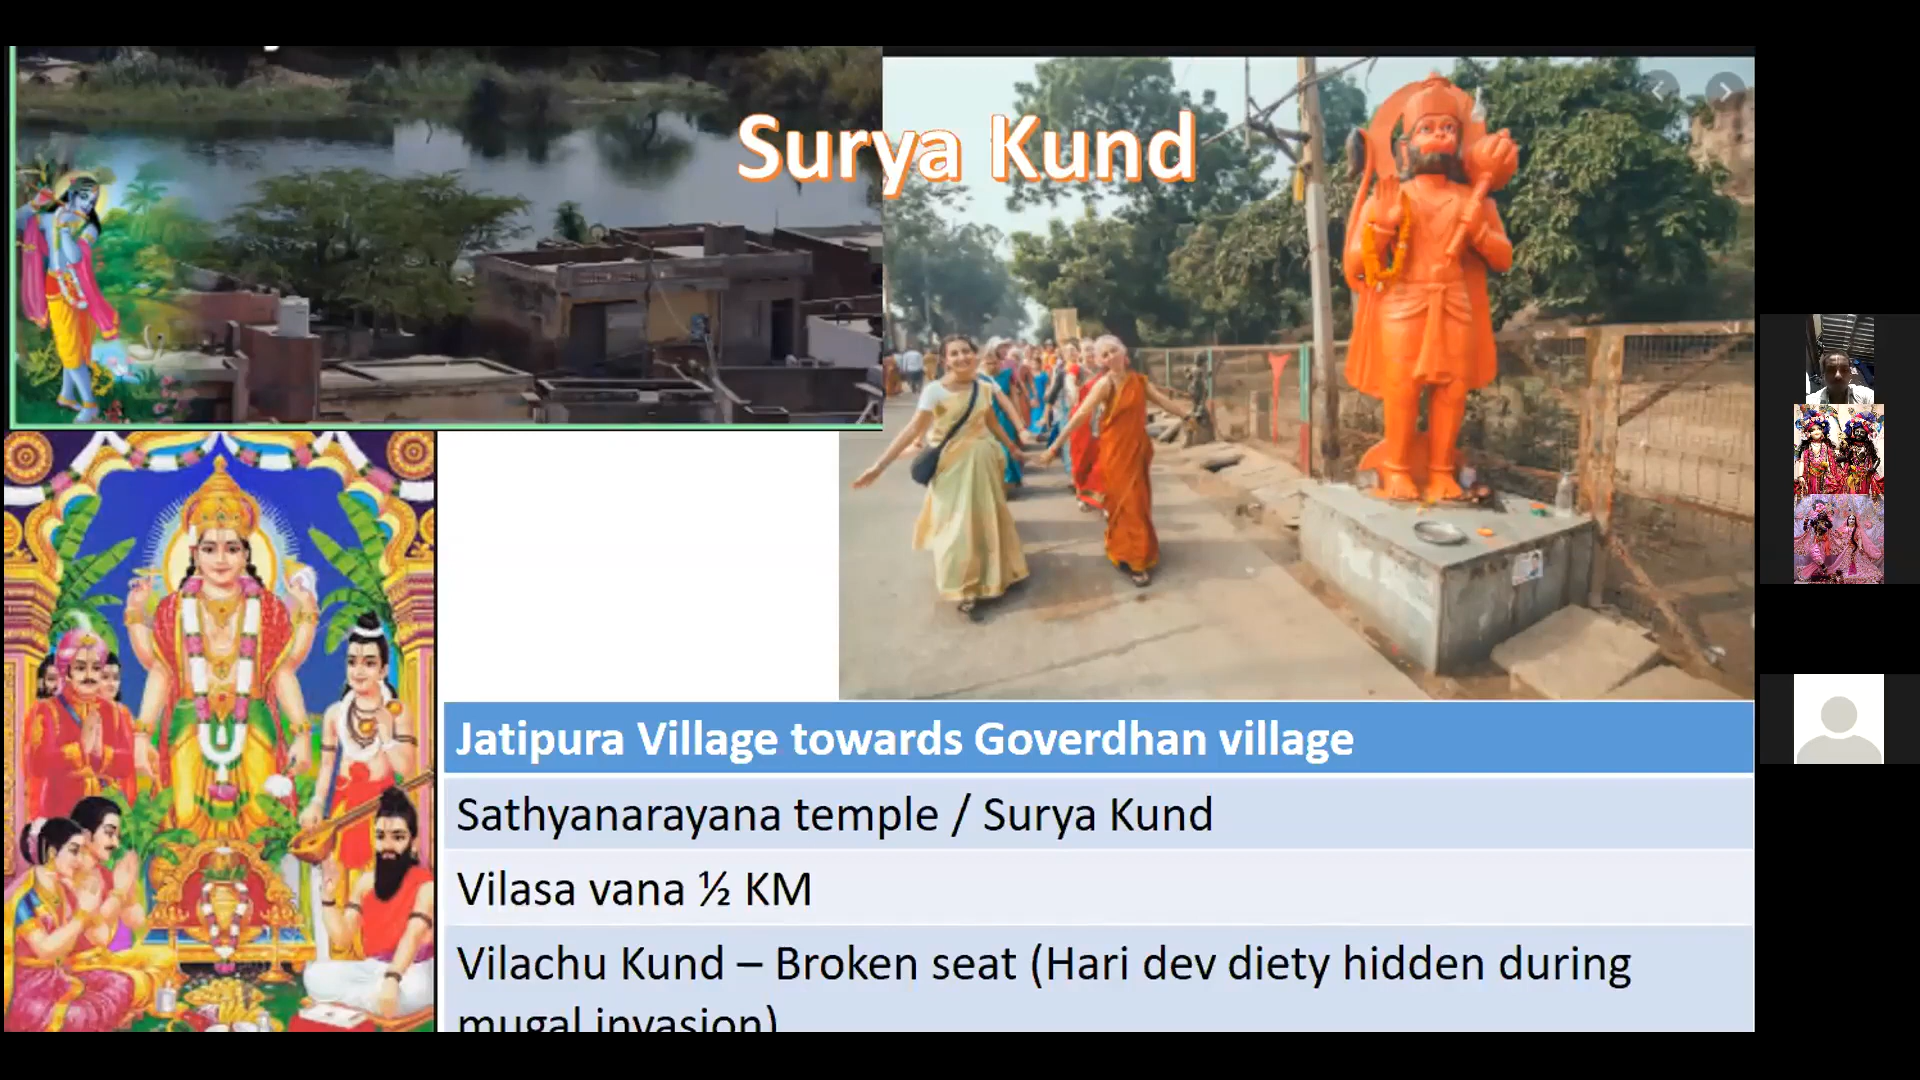 Surya Kund
Jatipura Village towards Goverdhan village
Sathyanarayana temple / Surya Kund
Vilasa vana ½ KM
Vilachu Kund – Broken seat (Hari dev diety hidden during
mugal invasion)